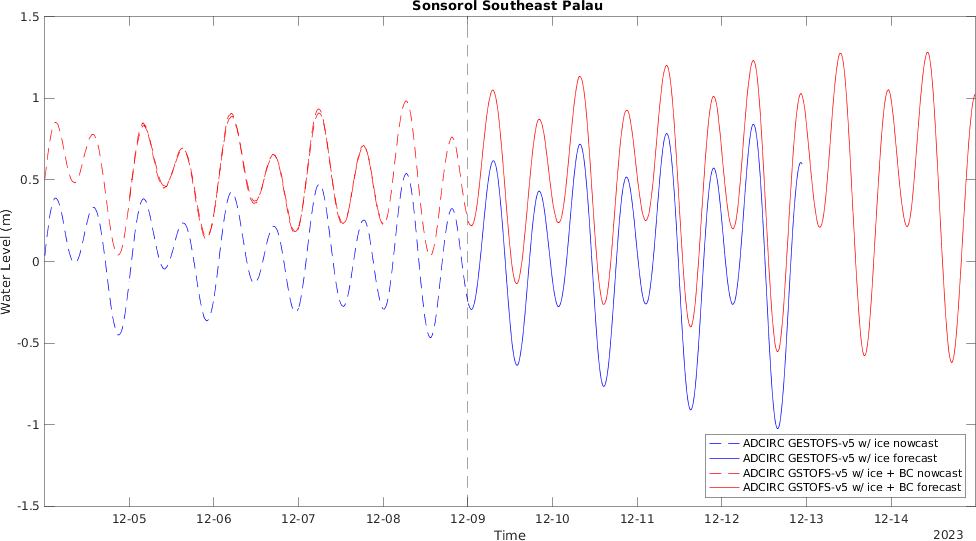 Sonsorol Southeast Palau
1.5
1
0.5
0
-0.5
-1
-1.5
Water Level (m)
12-05 12-06 12-07 12-08 12-09 12-10 12-11 12-12 12-13 12-14
Time
2023
ADCIRC GESTOFS-v5 w/ ice nowcast
ADCIRC GESTOFS-v5 w/ ice forecast
ADCIRC GSTOFS-v5 w/ ice + BC nowcast
ADCIRC GSTOFS-v5 w/ ice + BC forecast